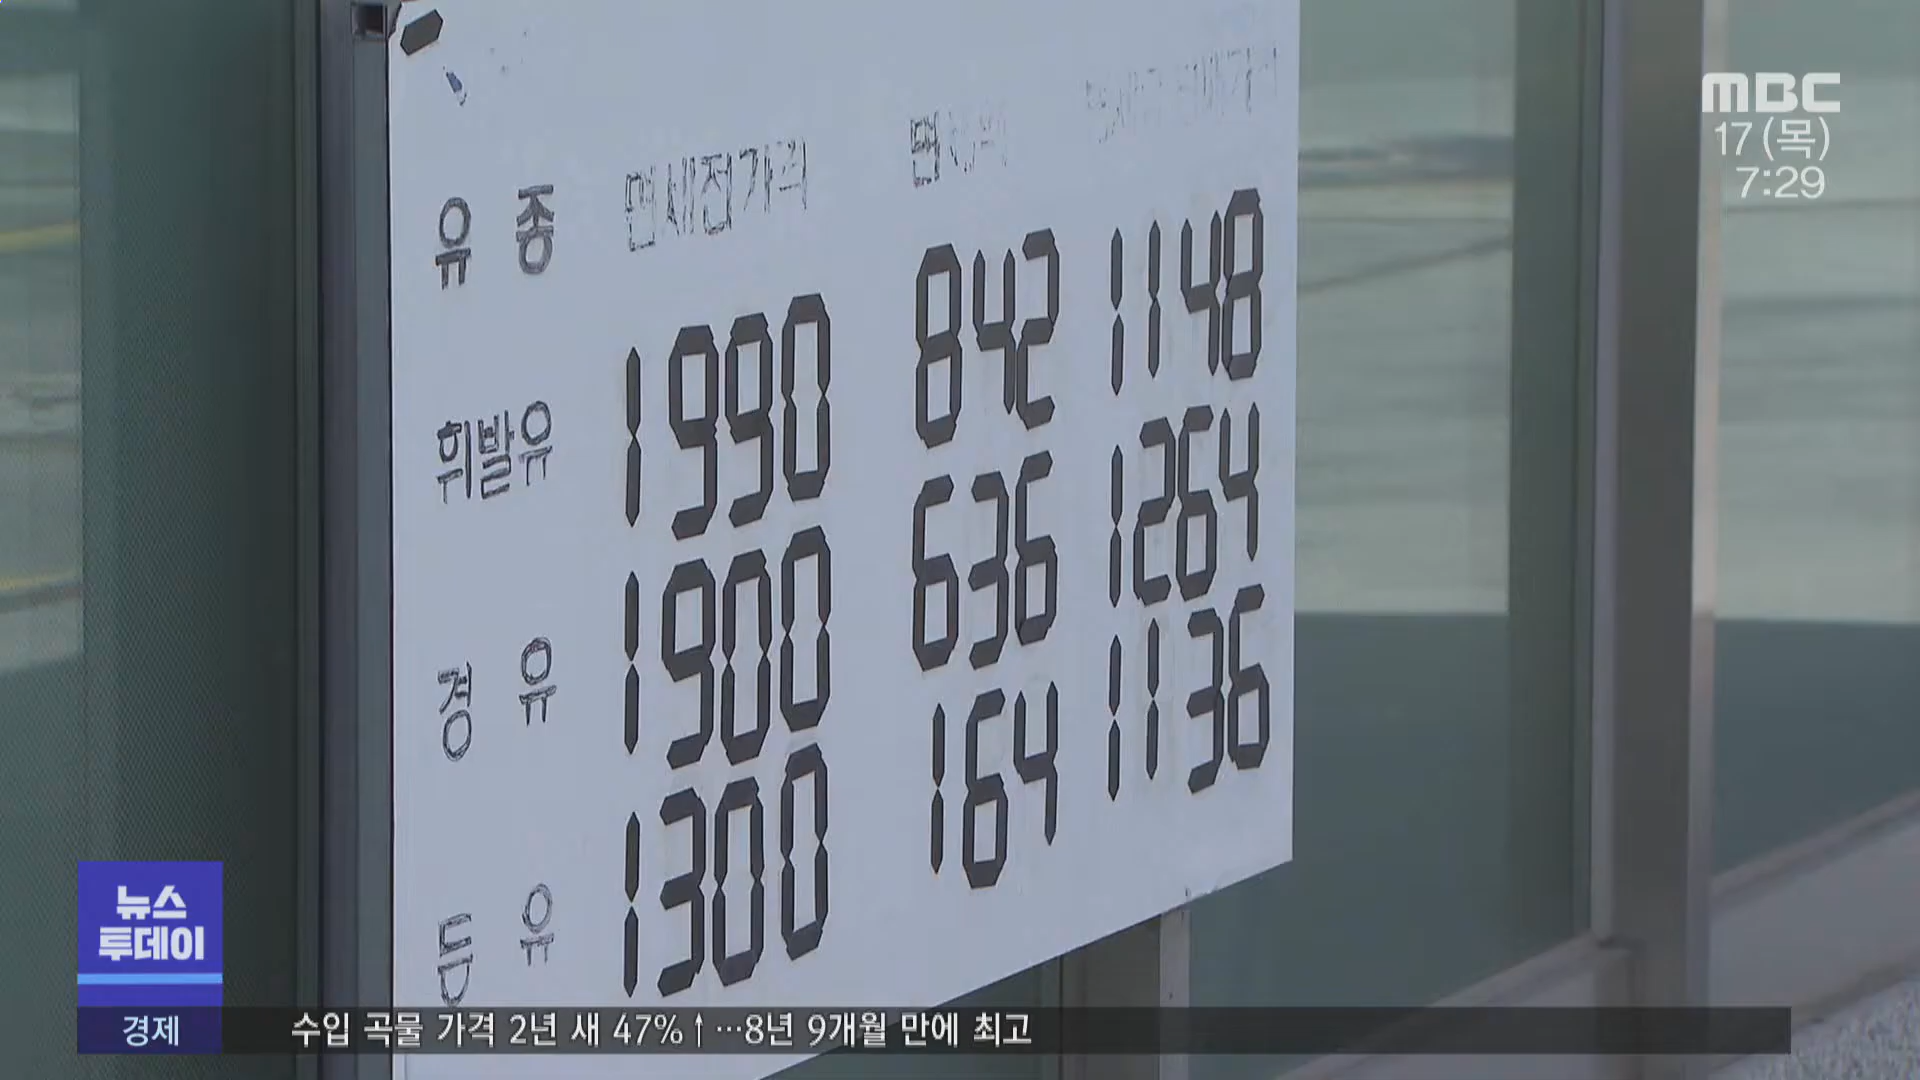 MBC
17(목)
7:29
유종 면세전가격
휘발유 1990 842 1148
경유 1900 636 1264
등유 1300 164 1136
뉴스
투데이
경제
수입 곡물 가격 2년 새 47%↑…8년 9개월 만에 최고